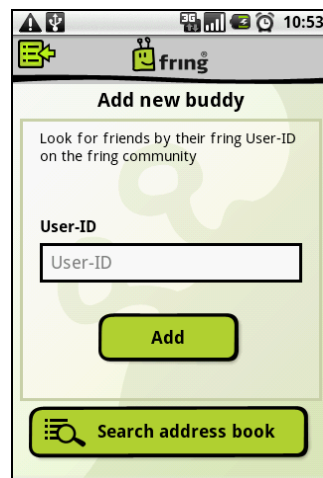 3G 10:53
fring®
Add new buddy
Look for friends by their fring User-ID
on the fring community
User-ID
User-ID
Add
Search address book